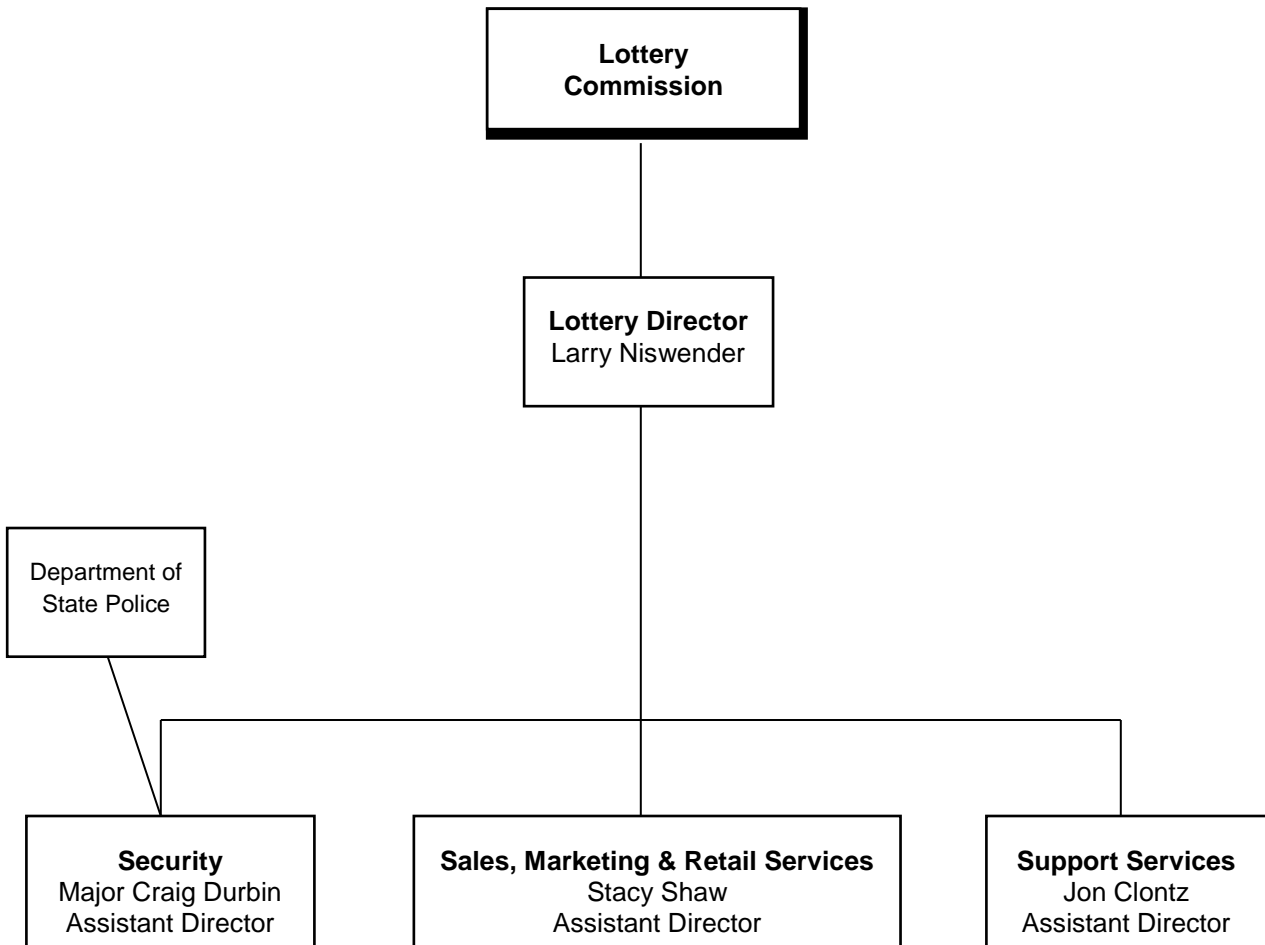 Lottery
Commission
Lottery Director
Larry Niswender
Department of
State Police
Security
Major Craig Durbin
Assistant Director
Sales, Marketing & Retail Services
Stacy Shaw
Assistant Director
Support Services
Jon Clontz
Assistant Director